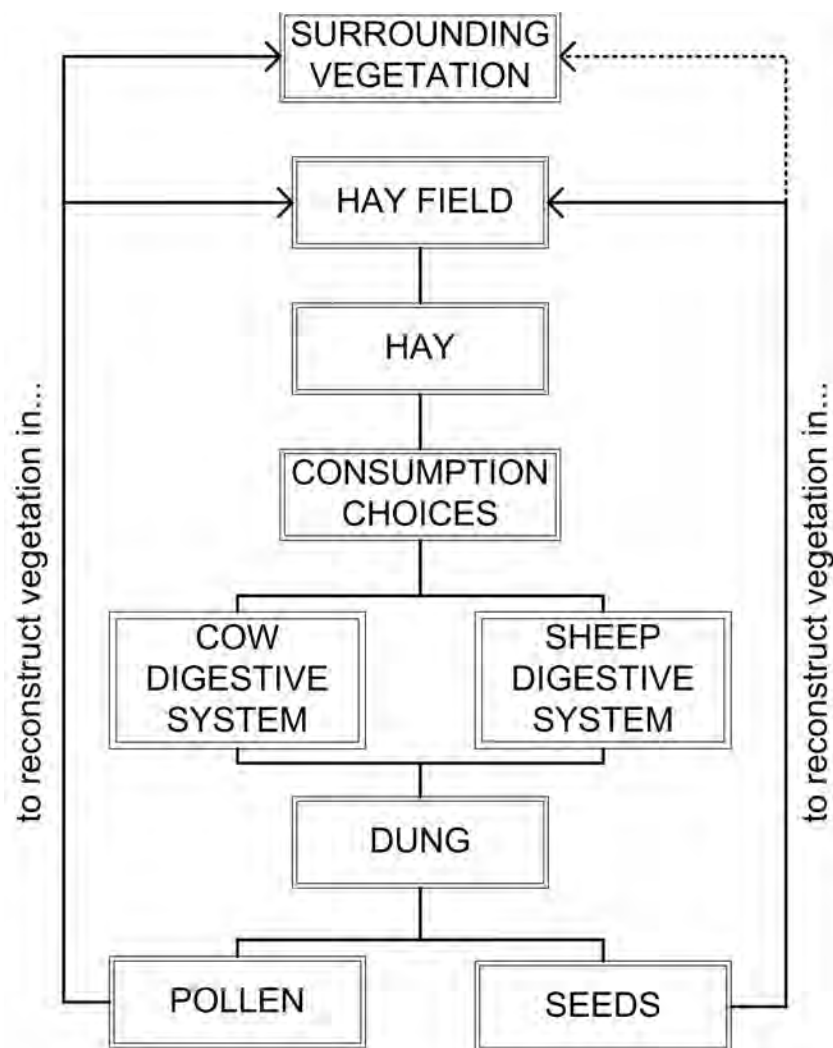 SURROUNDING
VEGETATION
HAY FIELD
HAY
CONSUMPTION
CHOICES
COW
DIGESTIVE
SYSTEM
SHEEP
DIGESTIVE
SYSTEM
DUNG
POLLEN
SEEDS
to reconstruct vegetation in...
to reconstruct vegetation in...